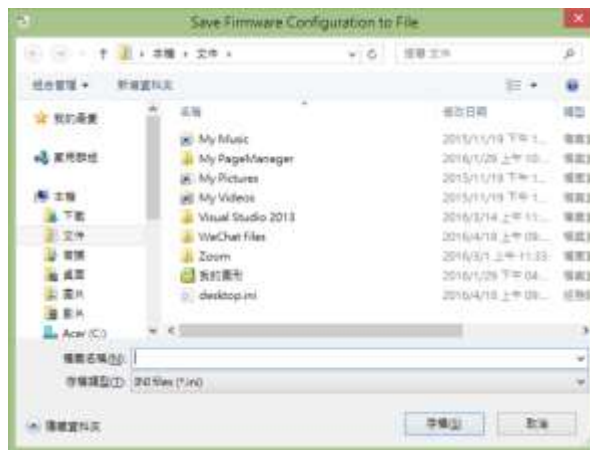 Save Firmware Configuration to File
本機 文件
搜尋 文件
組合管理 新增資料夾
名稱 修改日期 類型
我的最愛
家用群組
本機
下載
文件
音樂
桌面
圖片
影片
Acer (C:)
My Music 2015/11/19 下午 1...
My PageManager 2016/1/29 上午 10:...
My Pictures 2015/11/19 下午 1...
My Videos 2015/11/19 下午 1...
Visual Studio 2013 2016/3/14 上午 11:...
WeChat Files 2016/4/18 上午 09:...
Zoom 2016/3/1 上午 11:33
我的圖形 2016/1/29 下午 04:...
desktop.ini 2016/4/18 上午 09:...
檔案名稱(N):
存檔類型(T): INI files (*.ini)
隱藏資料夾
存檔(S) 取消